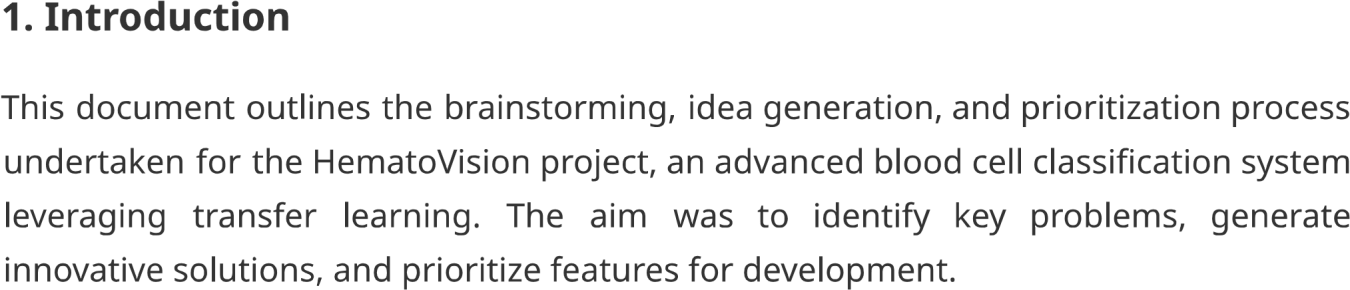 1. Introduction
This document outlines the brainstorming, idea generation, and prioritization process
undertaken for the HematoVision project, an advanced blood cell classification system
leveraging transfer learning. The aim was to identify key problems, generate
innovative solutions, and prioritize features for development.